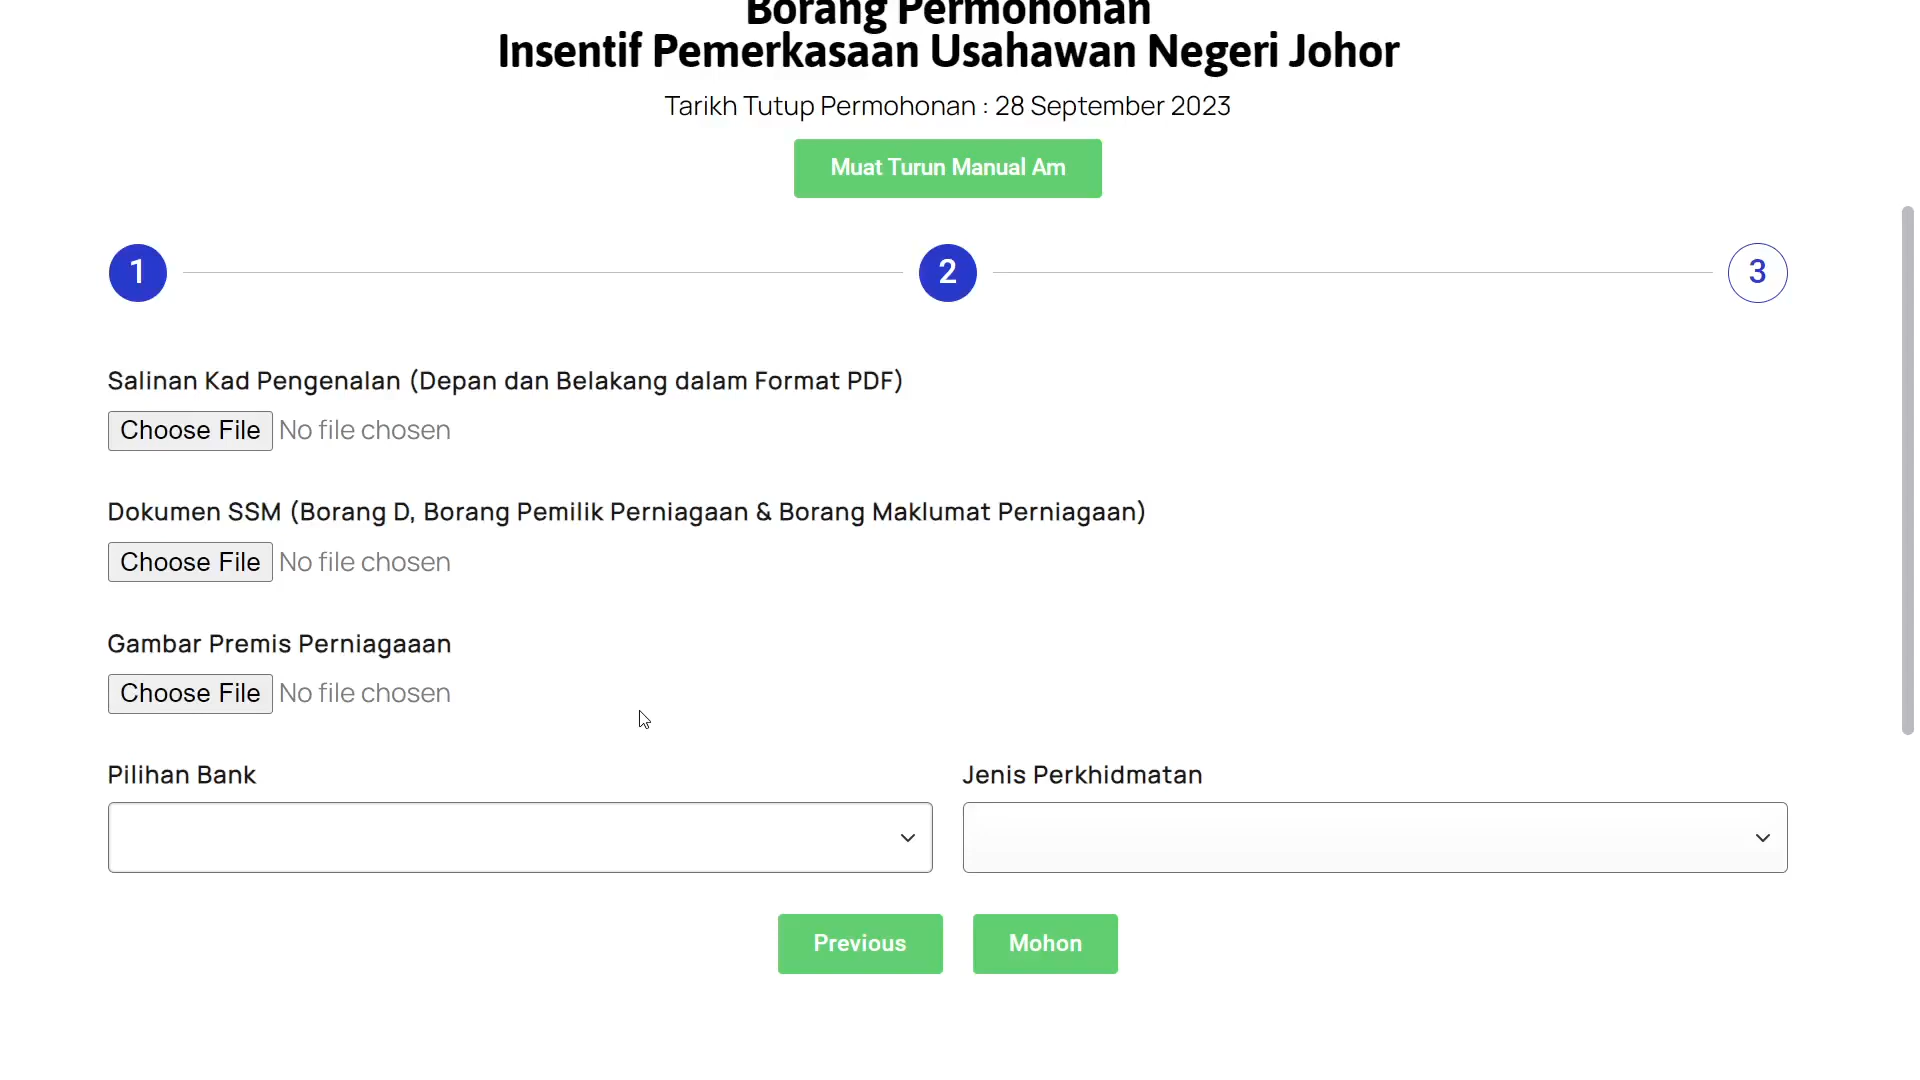 Borang Permohonan
Insentif Pemerkasaan Usahawan Negeri Johor
Tarikh Tutup Permohonan : 28 September 2023
Muat Turun Manual Am
1 2 3
Salinan Kad Pengenalan (Depan dan Belakang dalam Format PDF)
Choose File No file chosen
Dokumen SSM (Borang D, Borang Pemilik Perniagaan & Borang Maklumat Perniagaan)
Choose File No file chosen
Gambar Premis Perniagaaan
Choose File No file chosen
Pilihan Bank Jenis Perkhidmatan
Previous Mohon